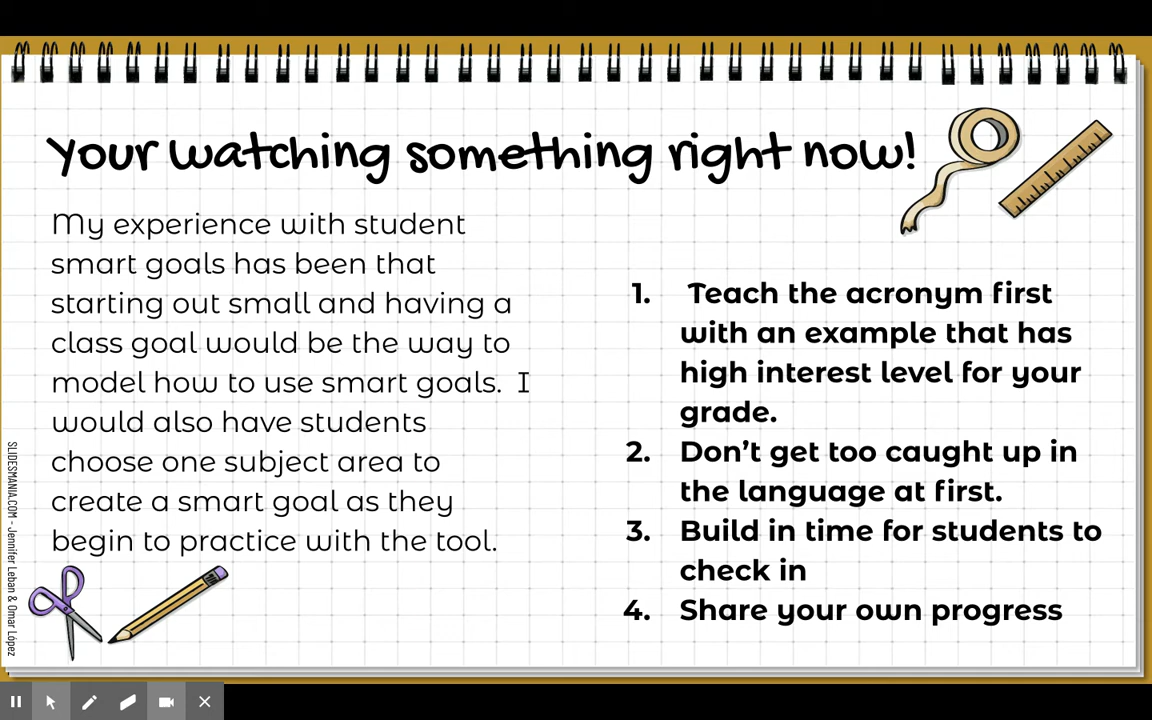 Your watching something right now!
My experience with student
smart goals has been that
starting out small and having a
class goal would be the way to
model how to use smart goals.  I
would also have students
choose one subject area to
create a smart goal as they
begin to practice with the tool.
1. Teach the acronym first
with an example that has
high interest level for your
grade.
2. Don't get too caught up in
the language at first.
3. Build in time for students to
check in
4. Share your own progress
SLIDESMANIA.COM - Jennifer Leban & Omar López